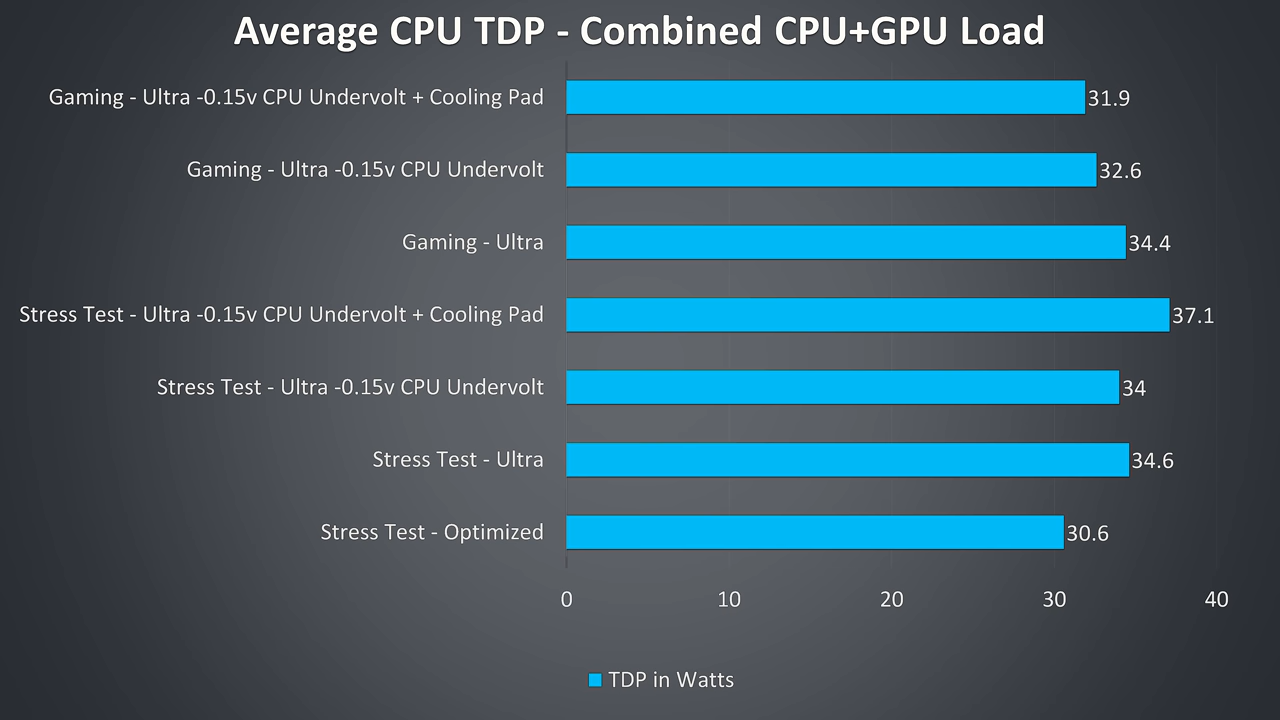 Average CPU TDP - Combined CPU+GPU Load
Gaming - Ultra -0.15v CPU Undervolt + Cooling Pad 31.9
Gaming - Ultra -0.15v CPU Undervolt 32.6
Gaming - Ultra 34.4
Stress Test - Ultra -0.15v CPU Undervolt + Cooling Pad 37.1
Stress Test - Ultra -0.15v CPU Undervolt 34
Stress Test - Ultra 34.6
Stress Test - Optimized 30.6
0 10 20 30 40
TDP in Watts